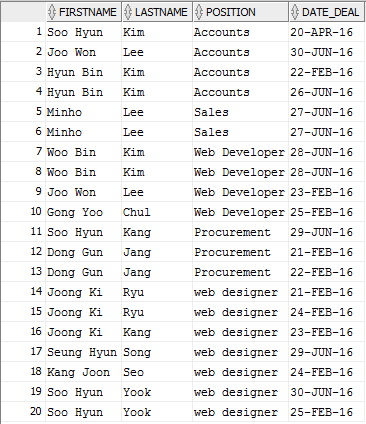 FIRSTNAME LASTNAME POSITION DATE_DEAL
1 Soo Hyun Kim Accounts 20-APR-16
2 Joo Won Lee Accounts 30-JUN-16
3 Hyun Bin Kim Accounts 22-FEB-16
4 Hyun Bin Kim Accounts 26-JUN-16
5 Minho Lee Sales 27-JUN-16
6 Minho Lee Sales 27-JUN-16
7 Woo Bin Kim Web Developer 28-JUN-16
8 Woo Bin Kim Web Developer 28-JUN-16
9 Joo Won Lee Web Developer 23-FEB-16
10 Gong Yoo Chul Web Developer 25-FEB-16
11 Soo Hyun Kang Procurement 29-JUN-16
12 Dong Gun Jang Procurement 21-FEB-16
13 Dong Gun Jang Procurement 22-FEB-16
14 Joong Ki Ryu web designer 21-FEB-16
15 Joong Ki Ryu web designer 24-FEB-16
16 Joong Ki Kang web designer 23-FEB-16
17 Seung Hyun Song web designer 29-JUN-16
18 Kang Joon Seo web designer 24-FEB-16
19 Soo Hyun Yook web designer 30-JUN-16
20 Soo Hyun Yook web designer 25-FEB-16